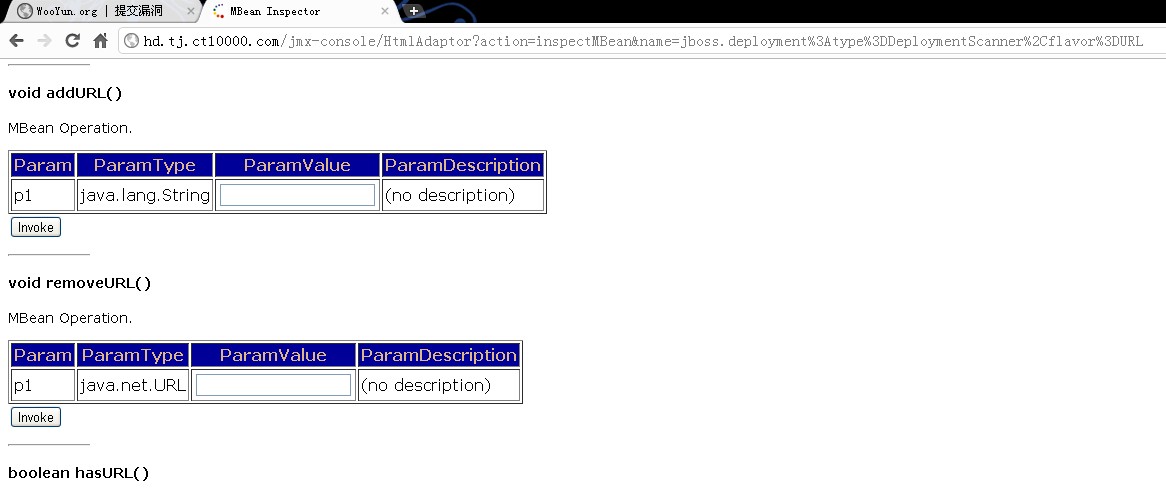 WooYun.org | 提交漏洞
MBean Inspector
hd.tj.ct10000.com/jmx-console/HtmlAdaptor?action=inspectMBean&name=jboss.deployment%3Atype%3DDeploymentScanner%2Cflavor%3DURL
void addURL()
MBean Operation.
Param ParamType ParamValue ParamDescription
p1 java.lang.String (no description)
Invoke
void removeURL()
MBean Operation.
Param ParamType ParamValue ParamDescription
p1 java.net.URL (no description)
Invoke
boolean hasURL()